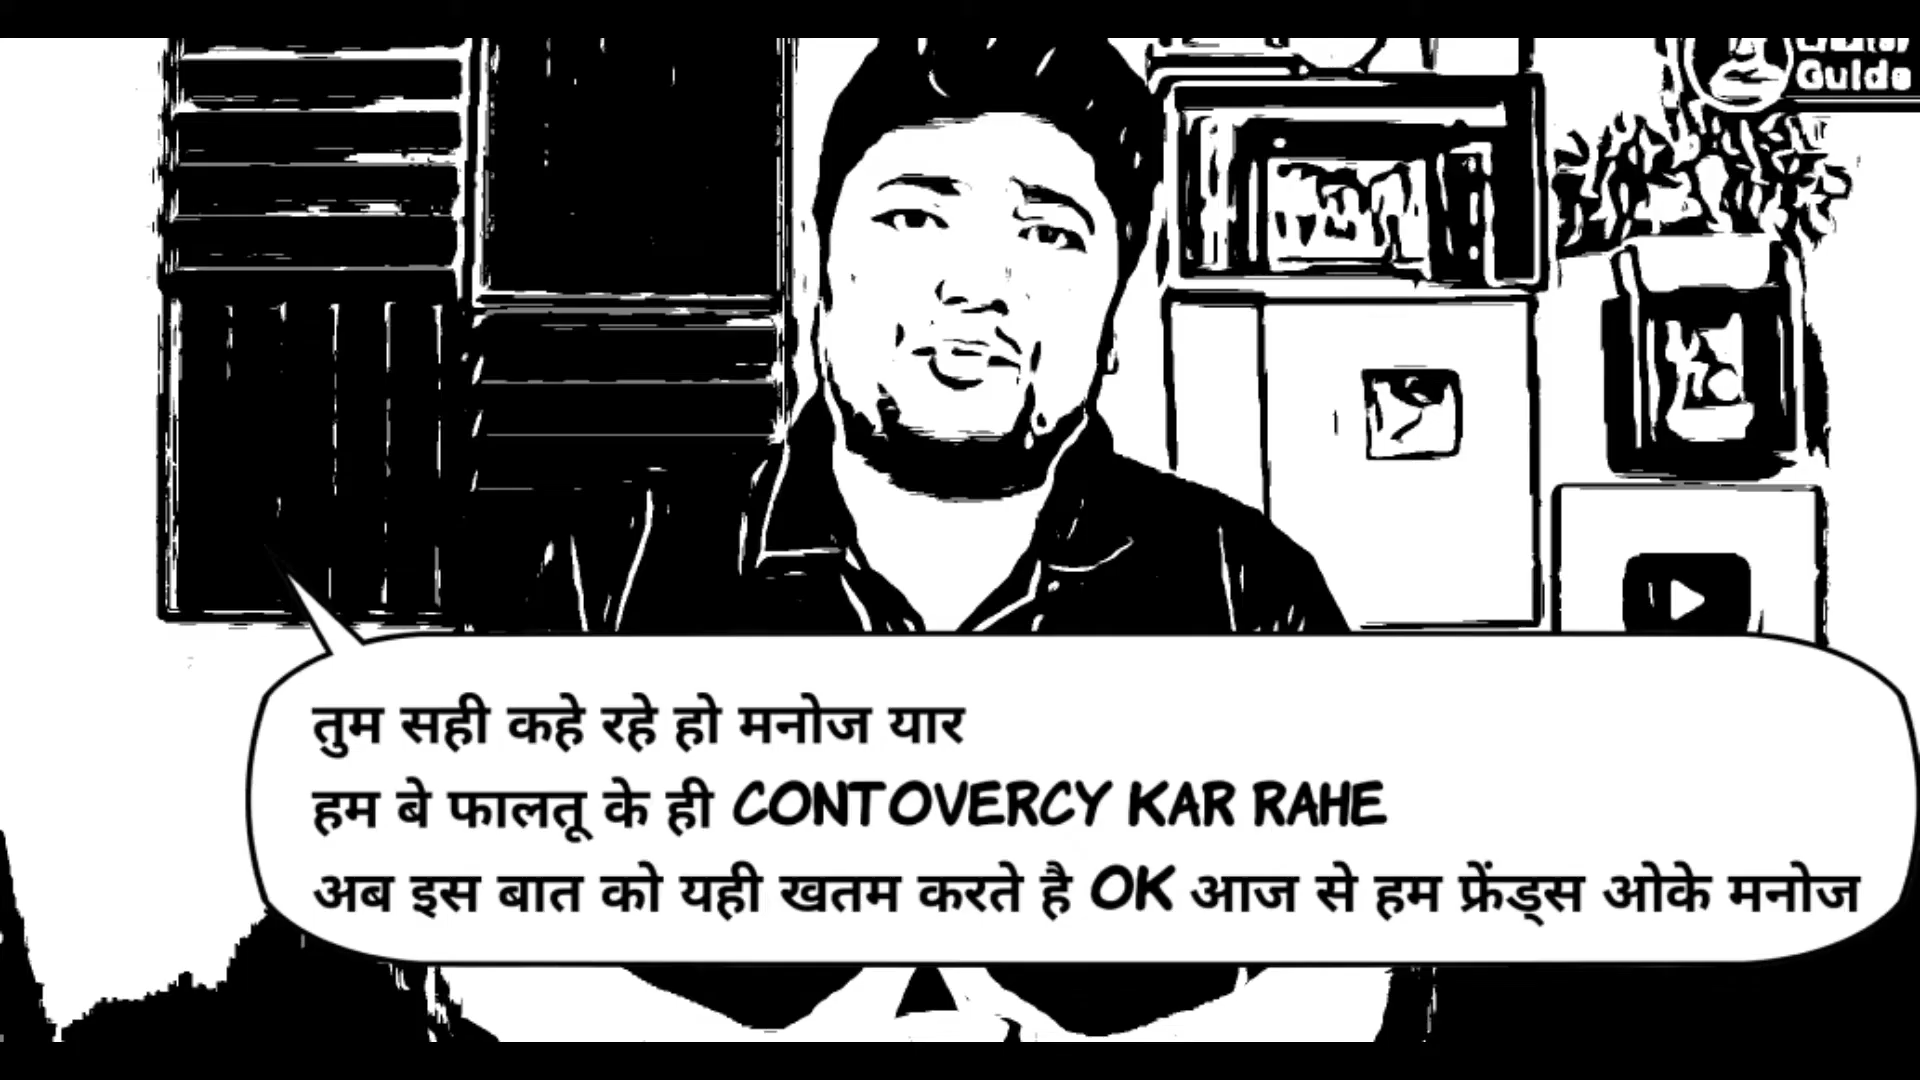 Guide
तुम सही कहे रहे हो मनोज यार
हम बे फालतू के ही CONTOVERCY KAR RAHE
अब इस बात को यही खतम करते है OK आज से हम फ्रेंड्स ओके मनोज